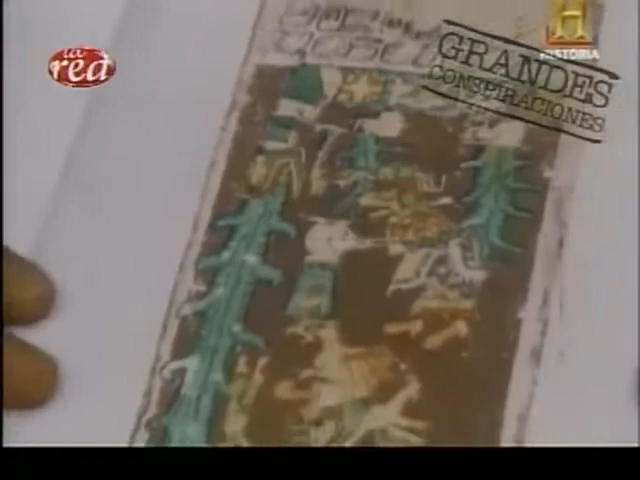 la
red
H
HISTORIA
GRANDES
CONSPIRACIONES